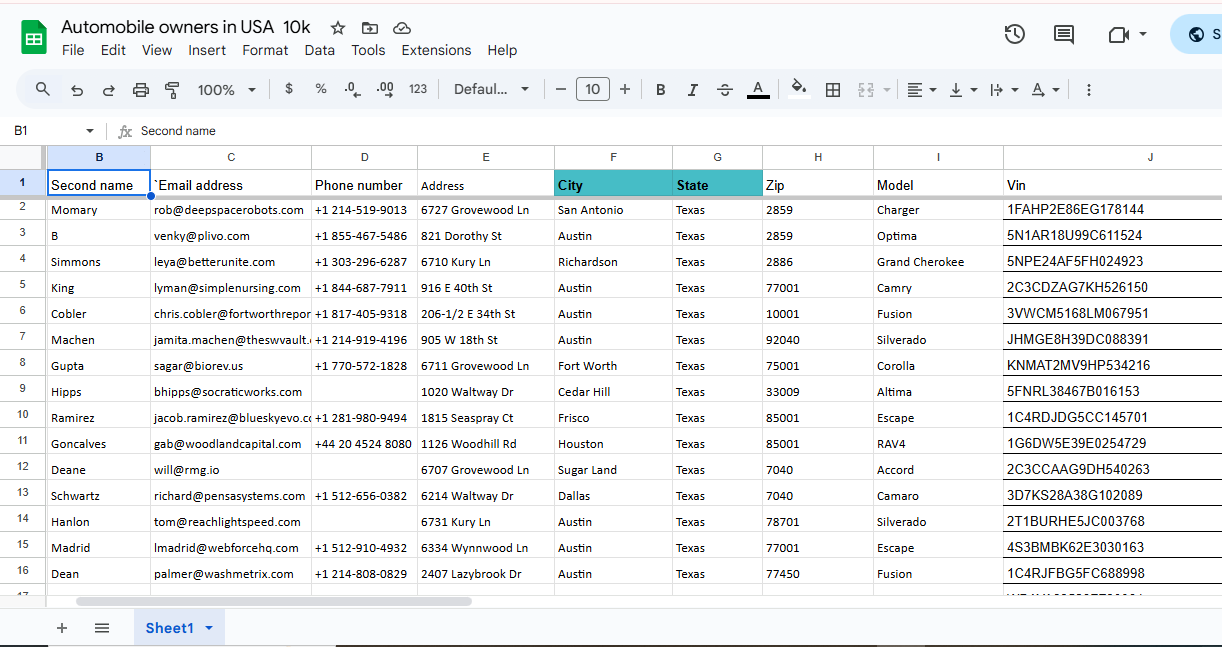 Automobile owners in USA 10k
File Edit View Insert Format Data Tools Extensions Help
100% $ % .0 .00 123 Defaul... − 10 + B I A
B1 fx Second name
B C D E F G H I J
1 Second name `Email address Phone number Address City State Zip Model Vin
2 Momary rob@deepspacerobots.com +1 214-519-9013 6727 Grovewood Ln San Antonio Texas 2859 Charger 1FAHP2E86EG178144
3 B venky@plivo.com +1 855-467-5486 821 Dorothy St Austin Texas 2859 Optima 5N1AR18U99C611524
4 Simmons leya@betterunite.com +1 303-296-6287 6710 Kury Ln Richardson Texas 2886 Grand Cherokee 5NPE24AF5FH024923
5 King lyman@simplenursing.com +1 844-687-7911 916 E 40th St Austin Texas 77001 Camry 2C3CDZAG7KH526150
6 Cobler chris.cobler@fortworthrepor +1 817-405-9318 206-1/2 E 34th St Austin Texas 10001 Fusion 3VWCM5168LM067951
7 Machen jamita.machen@theswvault. +1 214-919-4196 905 W 18th St Austin Texas 92040 Silverado JHMGE8H39DC088391
8 Gupta sagar@biorev.us +1 770-572-1828 6711 Grovewood Ln Fort Worth Texas 75001 Corolla KNMAT2MV9HP534216
9 Hipps bhipps@socraticworks.com 1020 Waltway Dr Cedar Hill Texas 33009 Altima 5FNRL38467B016153
10 Ramirez jacob.ramirez@blueskyevo.c +1 281-980-9494 1815 Seaspray Ct Frisco Texas 85001 Escape 1C4RDJDG5CC145701
11 Goncalves gab@woodlandcapital.com +44 20 4524 8080 1126 Woodhill Rd Houston Texas 85001 RAV4 1G6DW5E39E0254729
12 Deane will@rmg.io 6707 Grovewood Ln Sugar Land Texas 7040 Accord 2C3CCAAG9DH540263
13 Schwartz richard@pensasystems.com +1 512-656-0382 6214 Waltway Dr Dallas Texas 7040 Camaro 3D7KS28A38G102089
14 Hanlon tom@reachlightspeed.com 6731 Kury Ln Austin Texas 78701 Silverado 2T1BURHE5JC003768
15 Madrid lmadrid@webforcehq.com +1 512-910-4932 6334 Wynnwood Ln Austin Texas 77001 Escape 4S3BMBK62E3030163
16 Dean palmer@washmetrix.com +1 214-808-0829 2407 Lazybrook Dr Austin Texas 77450 Fusion 1C4RJFBG5FC688998
Sheet1